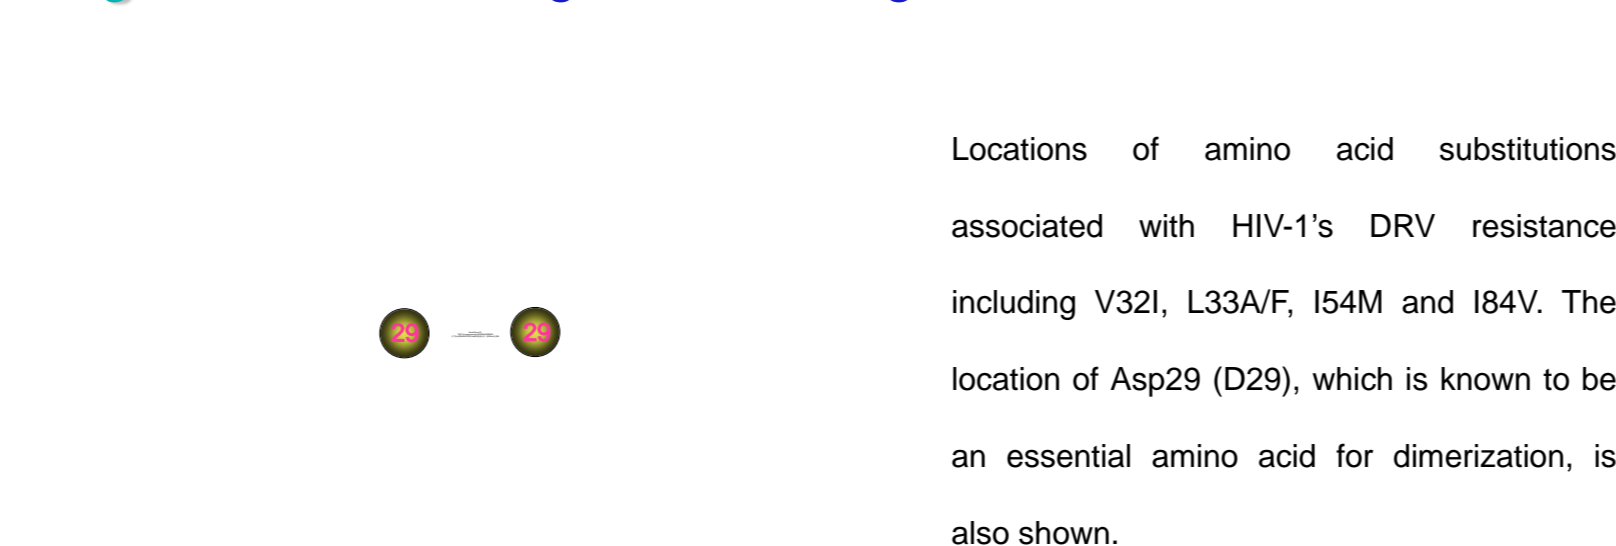 29 29
Locations of amino acid substitutions
associated with HIV-1’s DRV resistance
including V32I, L33A/F, I54M and I84V. The
location of Asp29 (D29), which is known to be
an essential amino acid for dimerization, is
also shown.